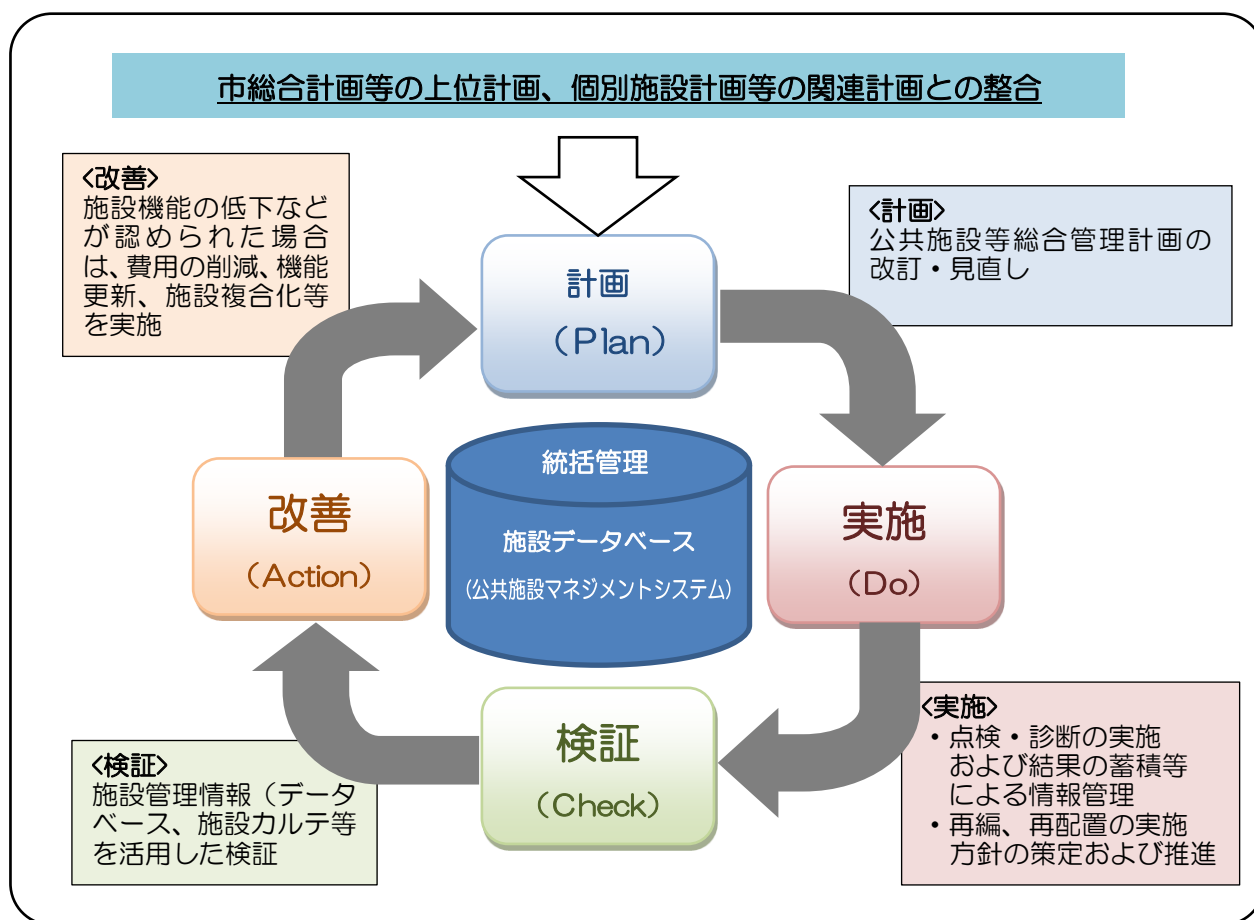 市総合計画等の上位計画、個別施設計画等の関連計画との整合
<改善>
施設機能の低下など
が認められた場合
は、費用の削減、機能
更新、施設複合化等
を実施
<計画>
公共施設等総合管理計画の
改訂・見直し
計画
（Plan）
統括管理
施設データベース
(公共施設マネジメントシステム)
改善
（Action）
実施
（Do）
検証
（Check）
<検証>
施設管理情報（データ
ベース、施設カルテ等
を活用した検証
<実施>
・点検・診断の実施
および結果の蓄積等
による情報管理
・再編、再配置の実施
方針の策定および推進